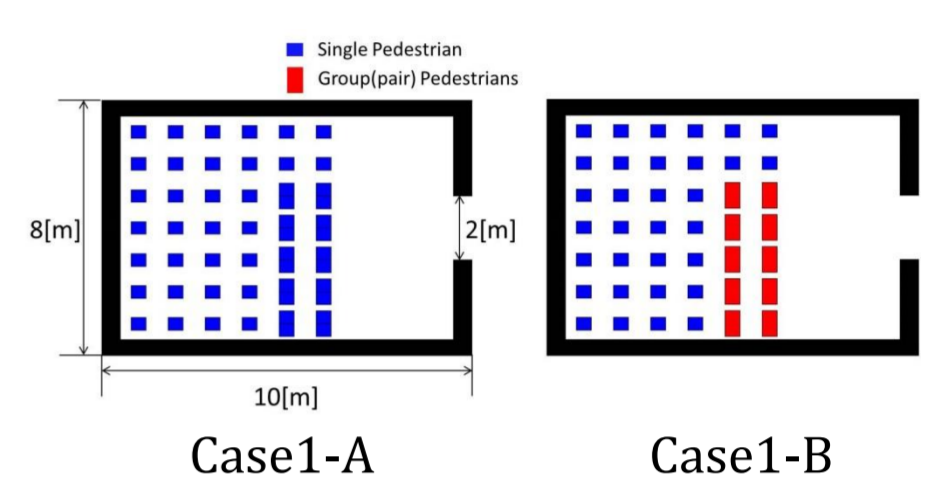 Single Pedestrian
Group(pair) Pedestrians
8[m]
2[m]
10[m]
Case1-A
Case1-B